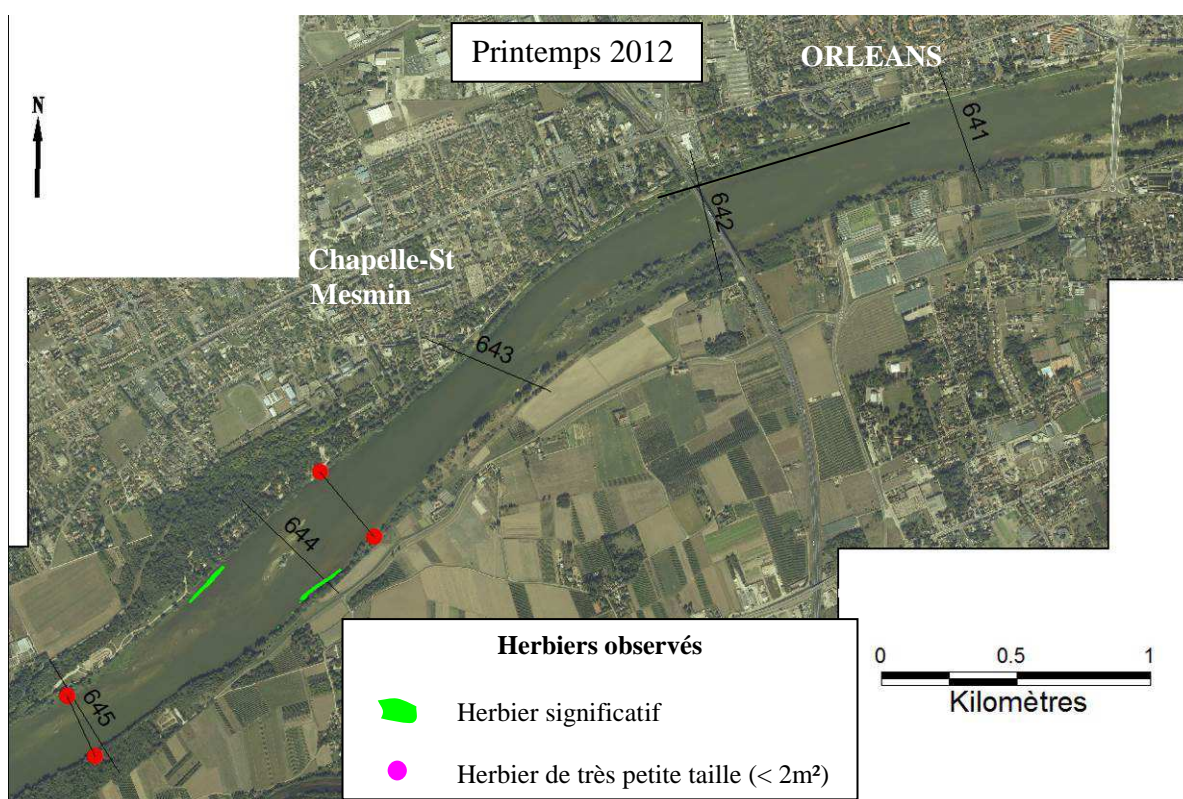 Printemps 2012
ORLEANS
N
641
642
Chapelle-St
Mesmin
643
644
645
Herbiers observés
Herbier significatif
Herbier de très petite taille (< 2m²)
0 0.5 1
Kilomètres